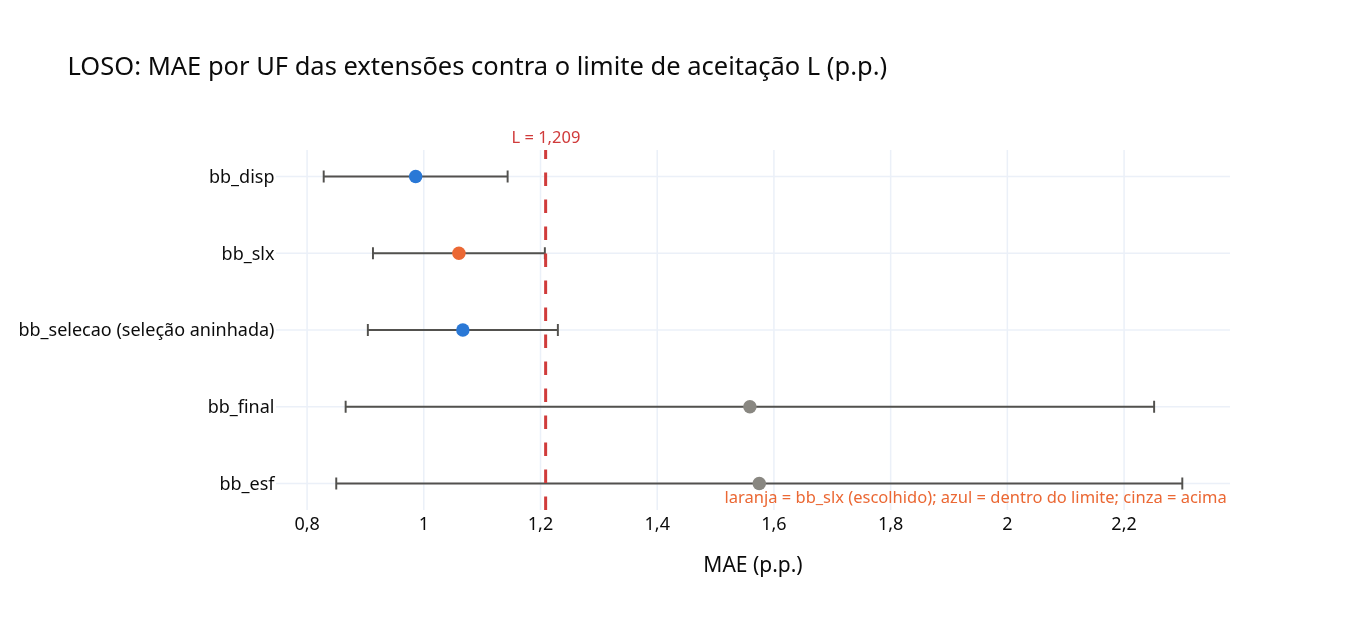 LOSO: MAE por UF das extensões contra o limite de aceitação L (p.p.)
L = 1,209
bb_disp
bb_slx
bb_selecao (seleção aninhada)
bb_final
bb_esf
laranja = bb_slx (escolhido); azul = dentro do limite; cinza = acima
0,8 1 1,2 1,4 1,6 1,8 2 2,2
MAE (p.p.)